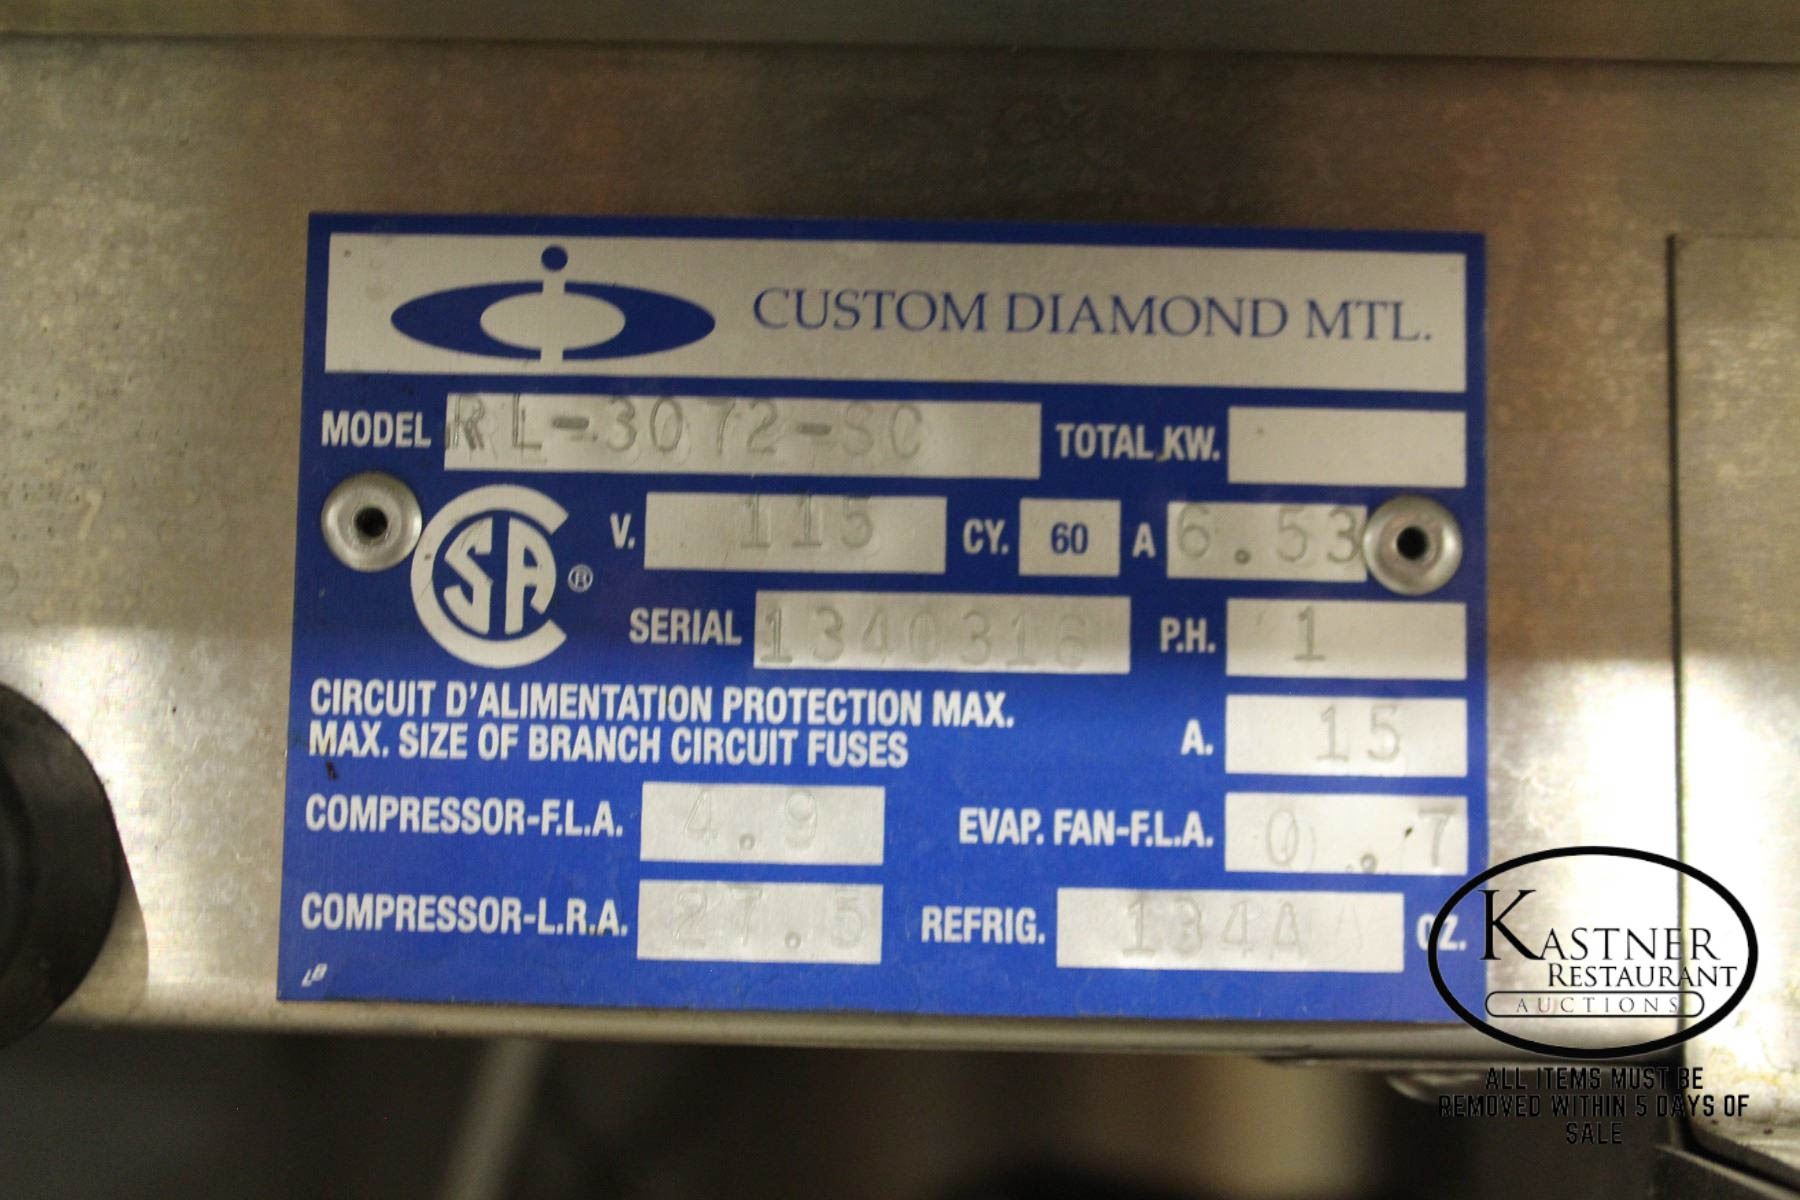 CUSTOM DIAMOND MTL.
MODEL RL-3072-SC TOTAL KW.
V. 115 CY. 60 A 6.53
SA ®
SERIAL 1340316 P.H. 1
CIRCUIT D'ALIMENTATION PROTECTION MAX.
MAX. SIZE OF BRANCH CIRCUIT FUSES A. 15
COMPRESSOR-F.L.A. 4.9 EVAP. FAN-F.L.A. 0.7
COMPRESSOR-L.R.A. 27.5 REFRIG. 134A OZ.
LB
KASTNER
RESTAURANT
AUCTIONS
ALL ITEMS MUST BE
REMOVED WITHIN 5 DAYS OF
SALE